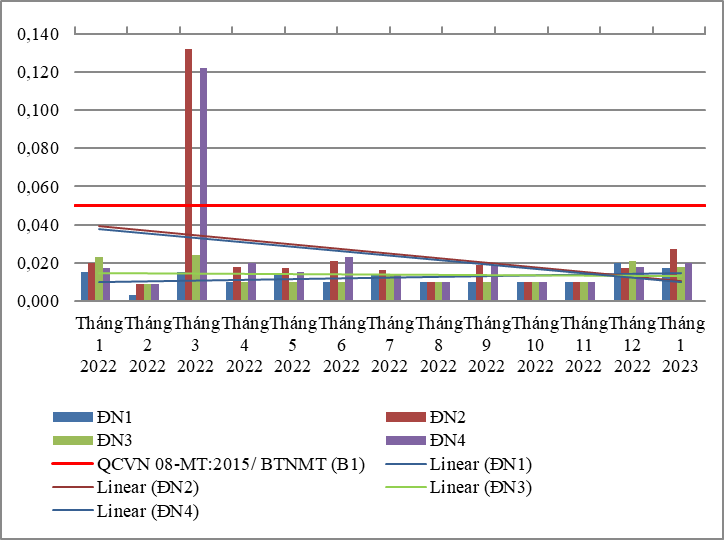 0,140
0,120
0,100
0,080
0,060
0,040
0,020
0,000
Tháng Tháng Tháng Tháng Tháng Tháng Tháng Tháng Tháng Tháng Tháng Tháng Tháng
1 2 3 4 5 6 7 8 9 10 11 12 1
2022 2022 2022 2022 2022 2022 2022 2022 2022 2022 2022 2022 2023
ĐN1 ĐN2
ĐN3 ĐN4
QCVN 08-MT:2015/ BTNMT (B1) Linear (ĐN1)
Linear (ĐN2) Linear (ĐN3)
Linear (ĐN4)